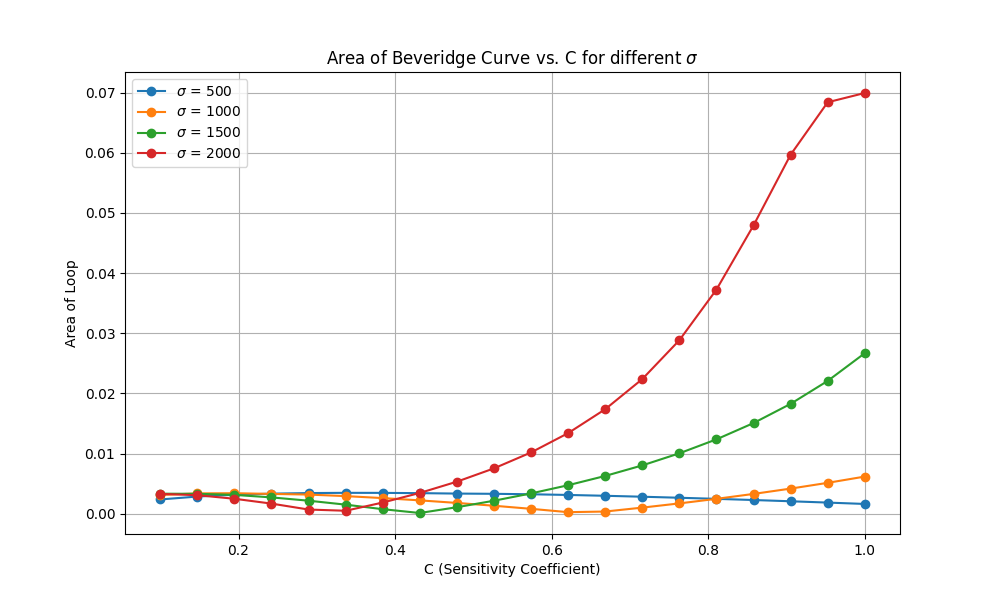 Area of Beveridge Curve vs. C for different σ
σ = 500
σ = 1000
σ = 1500
σ = 2000
0.07
0.06
0.05
0.04
0.03
0.02
0.01
0.00
Area of Loop
0.2
0.4
0.6
0.8
1.0
C (Sensitivity Coefficient)